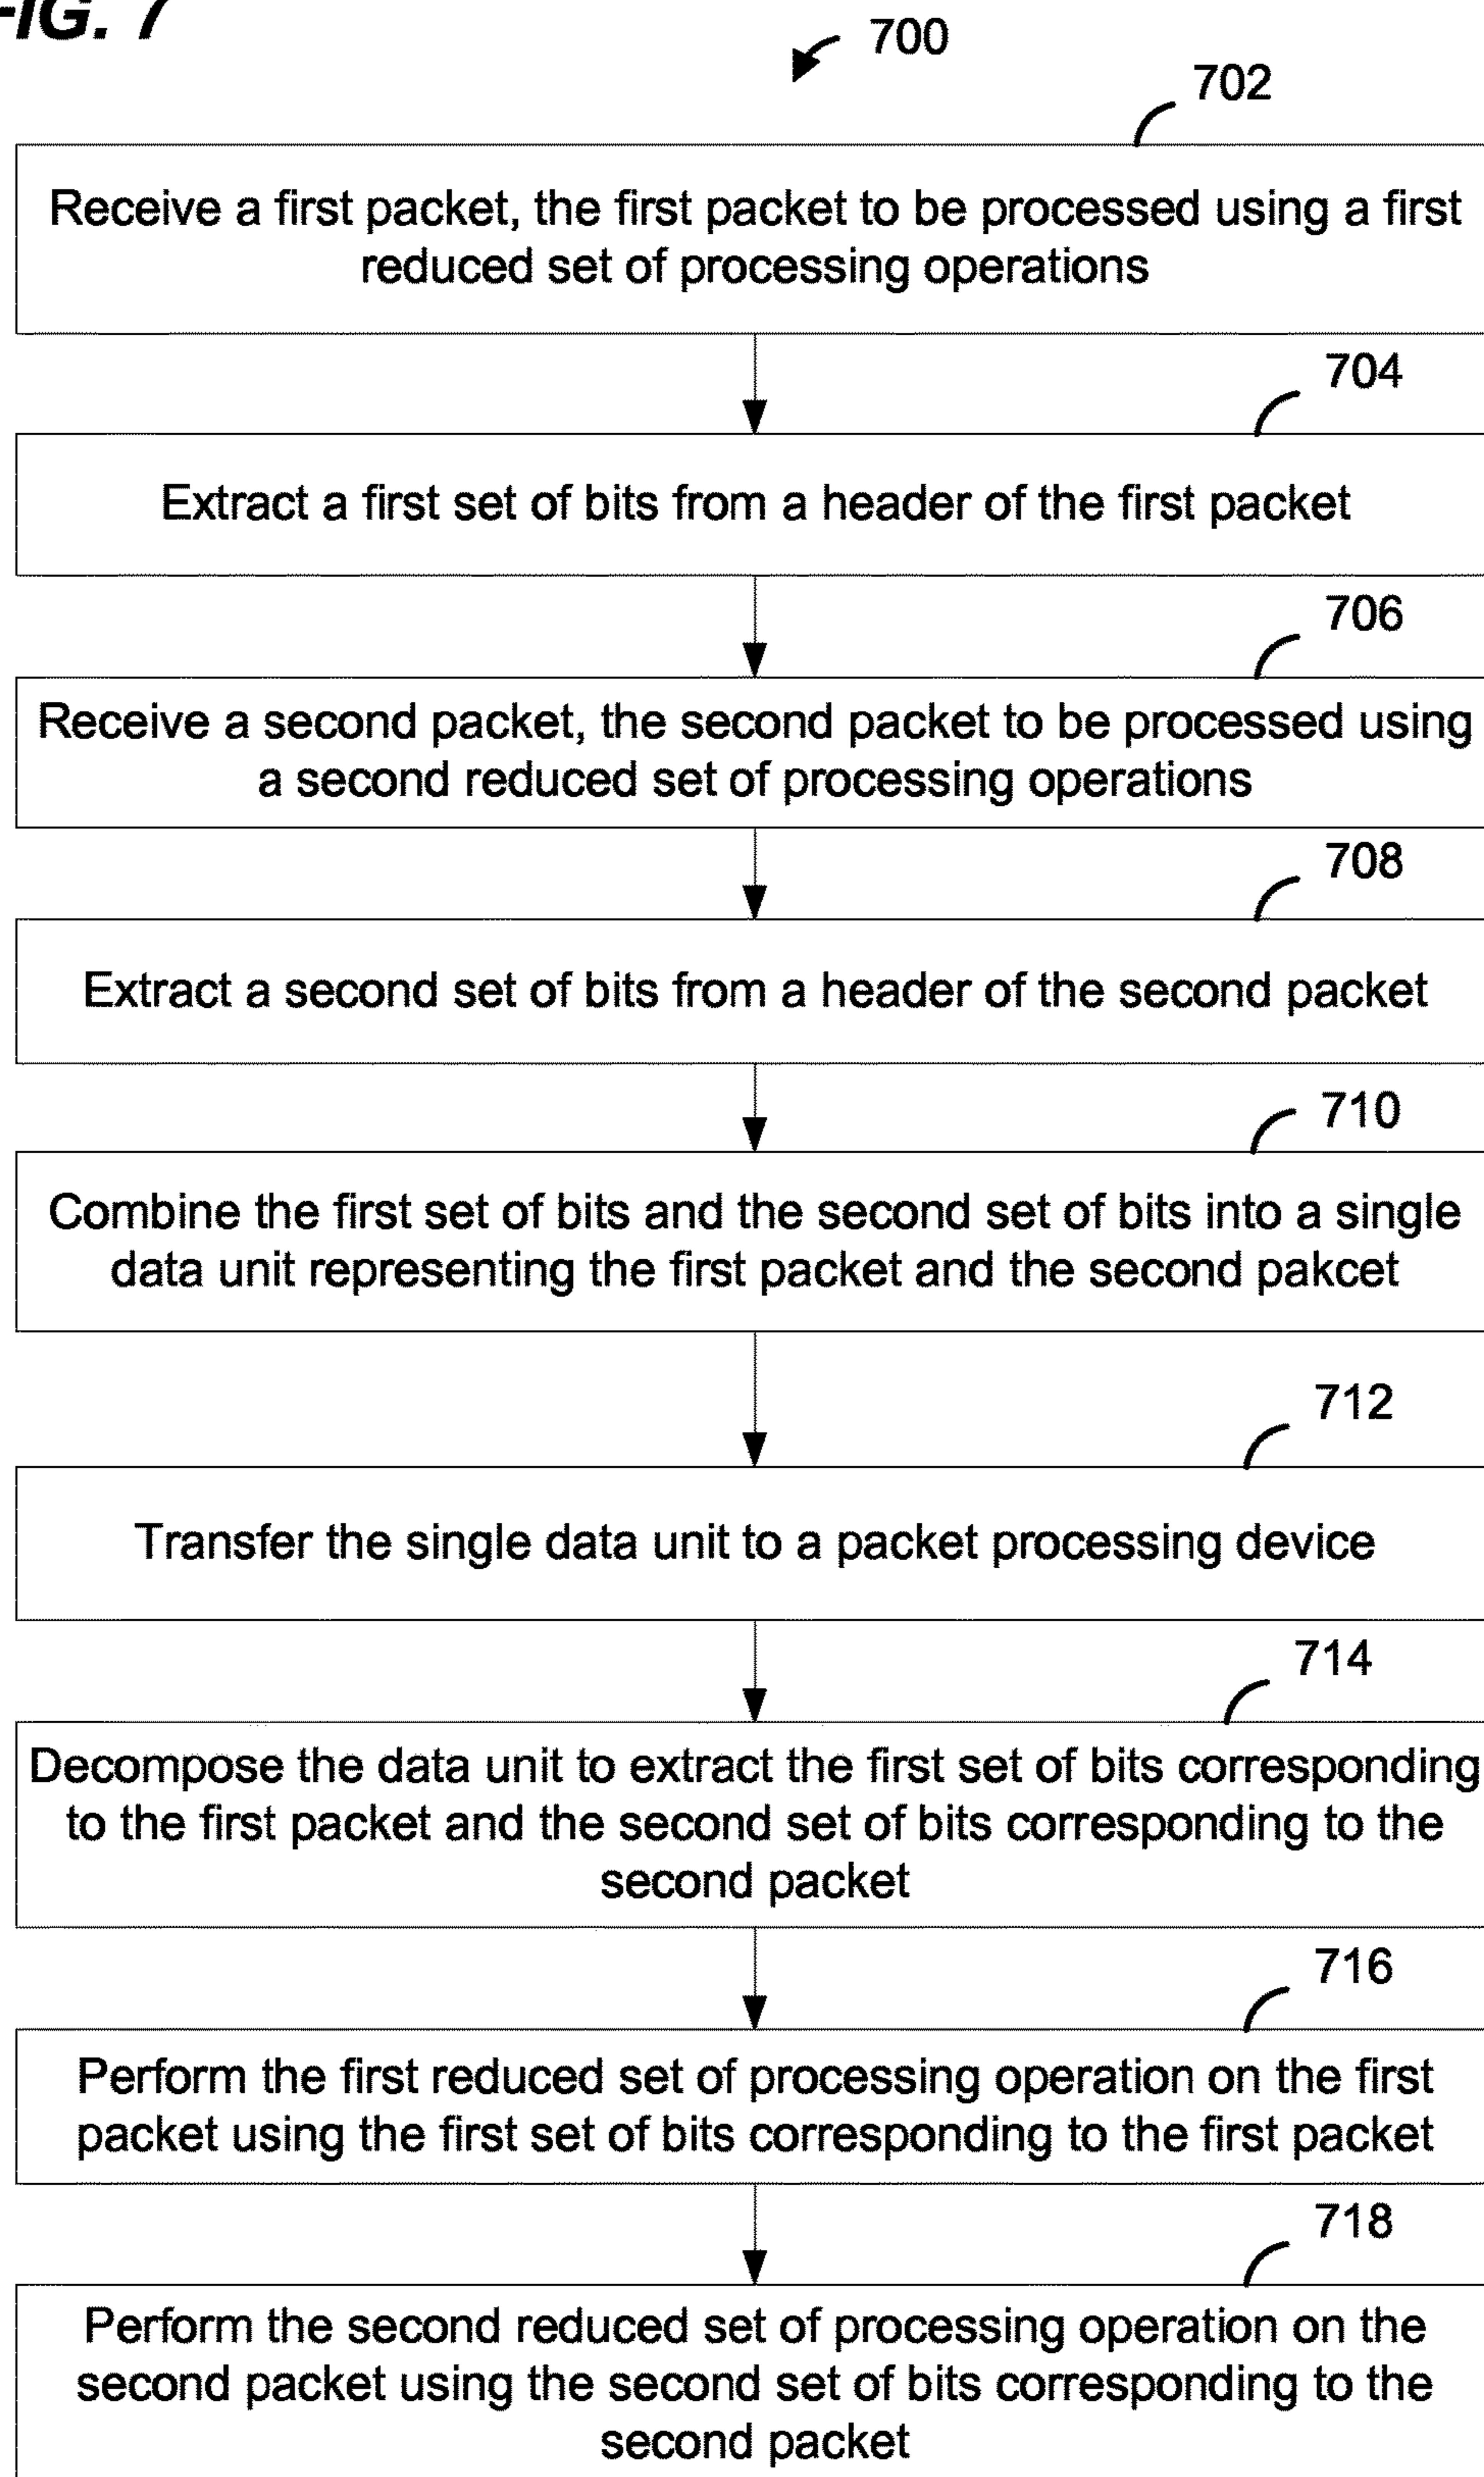 FIG. 7
700
702
Receive a first packet, the first packet to be processed using a first
reduced set of processing operations
704
Extract a first set of bits from a header of the first packet
706
Receive a second packet, the second packet to be processed using
a second reduced set of processing operations
708
Extract a second set of bits from a header of the second packet
710
Combine the first set of bits and the second set of bits into a single
data unit representing the first packet and the second pakcet
712
Transfer the single data unit to a packet processing device
714
Decompose the data unit to extract the first set of bits corresponding
to the first packet and the second set of bits corresponding to the
second packet
716
Perform the first reduced set of processing operation on the first
packet using the first set of bits corresponding to the first packet
718
Perform the second reduced set of processing operation on the
second packet using the second set of bits corresponding to the
second packet